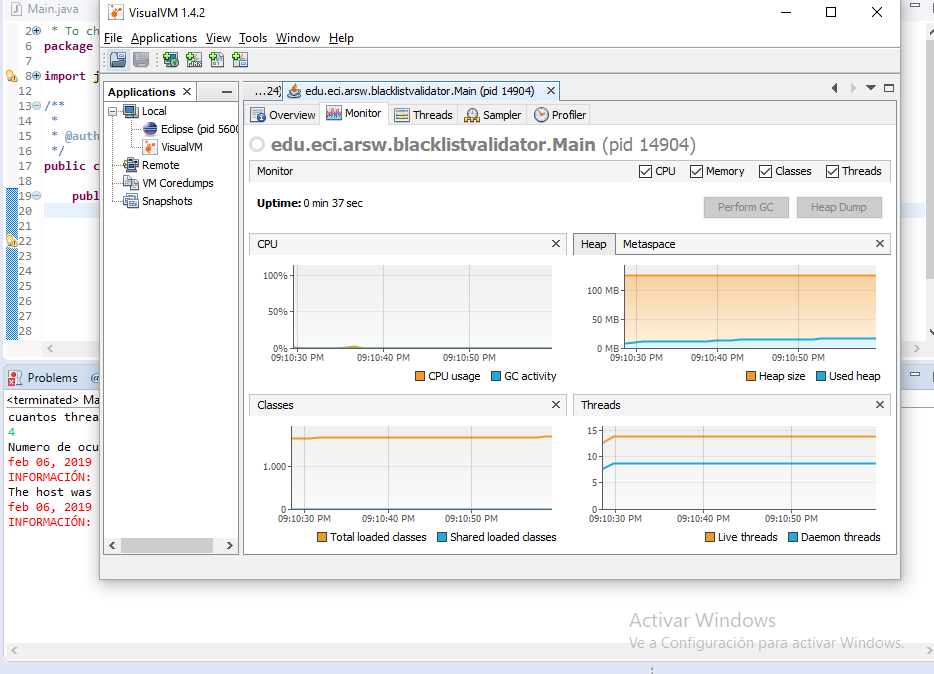 Main.java
2 * To ch
6 package
7
8 import j
12
13 /**
14 *
15 * @auth
16 */
17 public c
18
19 publ
20
21
22
23
24
25
26
27
28
VisualVM 1.4.2
File Applications View Tools Window Help
Applications
Local
Eclipse (pid 5600
VisualVM
Remote
VM Coredumps
Snapshots
...24) edu.eci.arsw.blacklistvalidator.Main (pid 14904)
Overview Monitor Threads Sampler Profiler
edu.eci.arsw.blacklistvalidator.Main (pid 14904)
Monitor CPU Memory Classes Threads
Uptime: 0 min 37 sec
Perform GC Heap Dump
CPU
100%
50%
0%
09:10:30 PM 09:10:40 PM 09:10:50 PM
CPU usage GC activity
Heap Metaspace
100 MB
50 MB
0 MB
09:10:30 PM 09:10:40 PM 09:10:50 PM
Heap size Used heap
Classes
1.000
0
09:10:30 PM 09:10:40 PM 09:10:50 PM
Total loaded classes Shared loaded classes
Threads
15
10
5
0
09:10:30 PM 09:10:40 PM 09:10:50 PM
Live threads Daemon threads
Problems @
<terminated> Ma
cuantos threa
4
Numero de ocu
feb 06, 2019
INFORMACIÓN:
The host was
feb 06, 2019
INFORMACIÓN:
Activar Windows
Ve a Configuración para activar Windows.